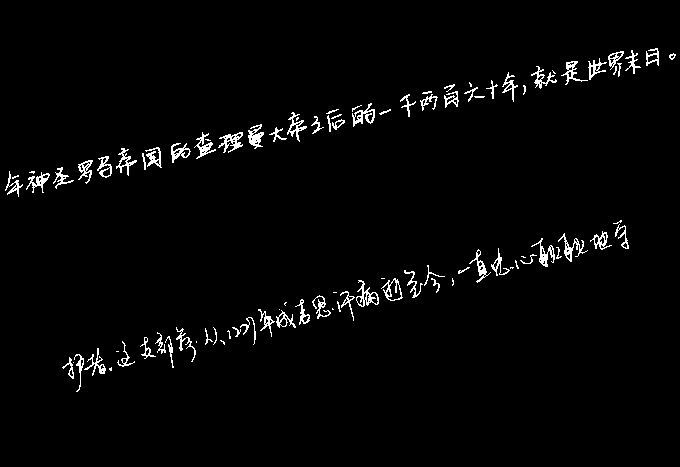 年神圣罗马帝国的查理曼大帝之后的一千两百六十年，就是世界末日。
护者。这支部落从1227年成吉思汗病逝至今，一直忠心耿耿地守